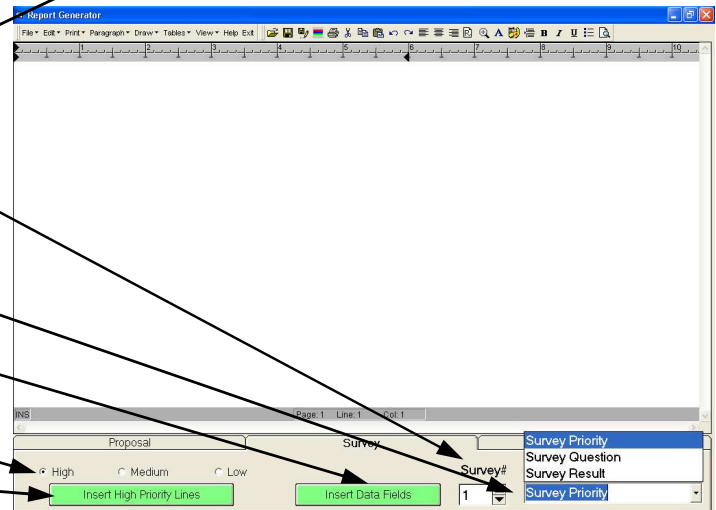 Report Generator
File Edit Print Paragraph Draw Tables View Help Exit A B I U
1 2 3 4 5 6 7 8 9 10
INS Page: 1 Line: 1 Col: 1
Proposal Survey
Survey Priority
Survey Question
Survey Result
High Medium Low Survey#
Insert High Priority Lines Insert Data Fields 1 Survey Priority